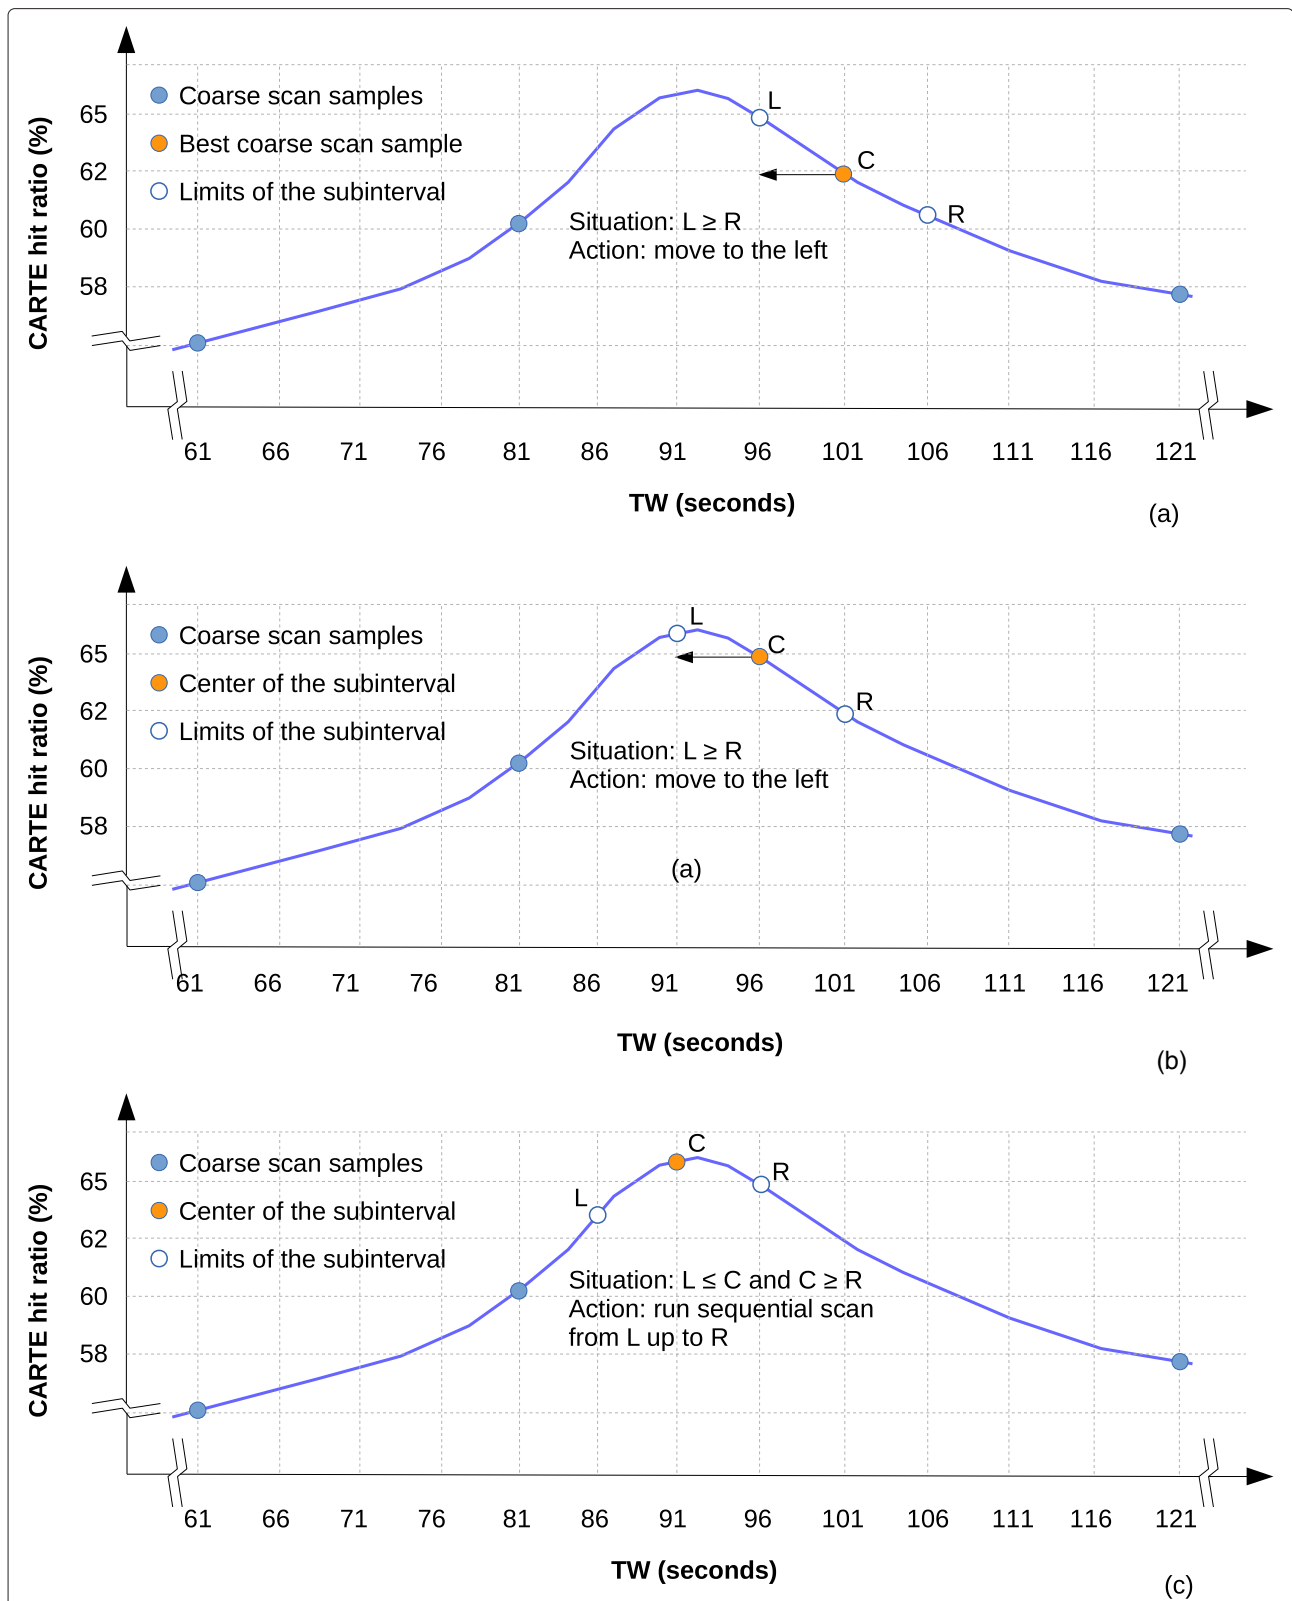 Coarse scan samples
Best coarse scan sample
Limits of the subinterval
L
C
R
Situation: L ≥ R
Action: move to the left
65
62
60
58
CARTE hit ratio (%)
61 66 71 76 81 86 91 96 101 106 111 116 121
TW (seconds)
(a)
Coarse scan samples
Center of the subinterval
Limits of the subinterval
L
C
R
Situation: L ≥ R
Action: move to the left
(a)
65
62
60
58
CARTE hit ratio (%)
61 66 71 76 81 86 91 96 101 106 111 116 121
TW (seconds)
(b)
Coarse scan samples
Center of the subinterval
Limits of the subinterval
C
R
L
Situation: L ≤ C and C ≥ R
Action: run sequential scan
from L up to R
65
62
60
58
CARTE hit ratio (%)
61 66 71 76 81 86 91 96 101 106 111 116 121
TW (seconds)
(c)